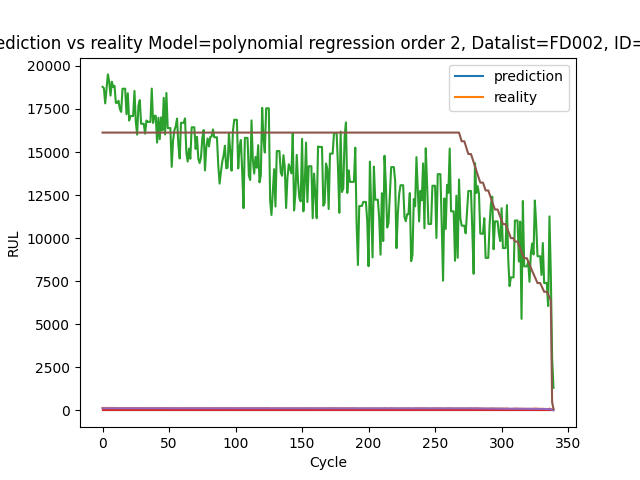 ediction vs reality Model=polynomial regression order 2, Datalist=FD002, ID=
20000
17500
15000
12500
10000
7500
5000
2500
0
RUL
prediction
reality
0 50 100 150 200 250 300 350
Cycle